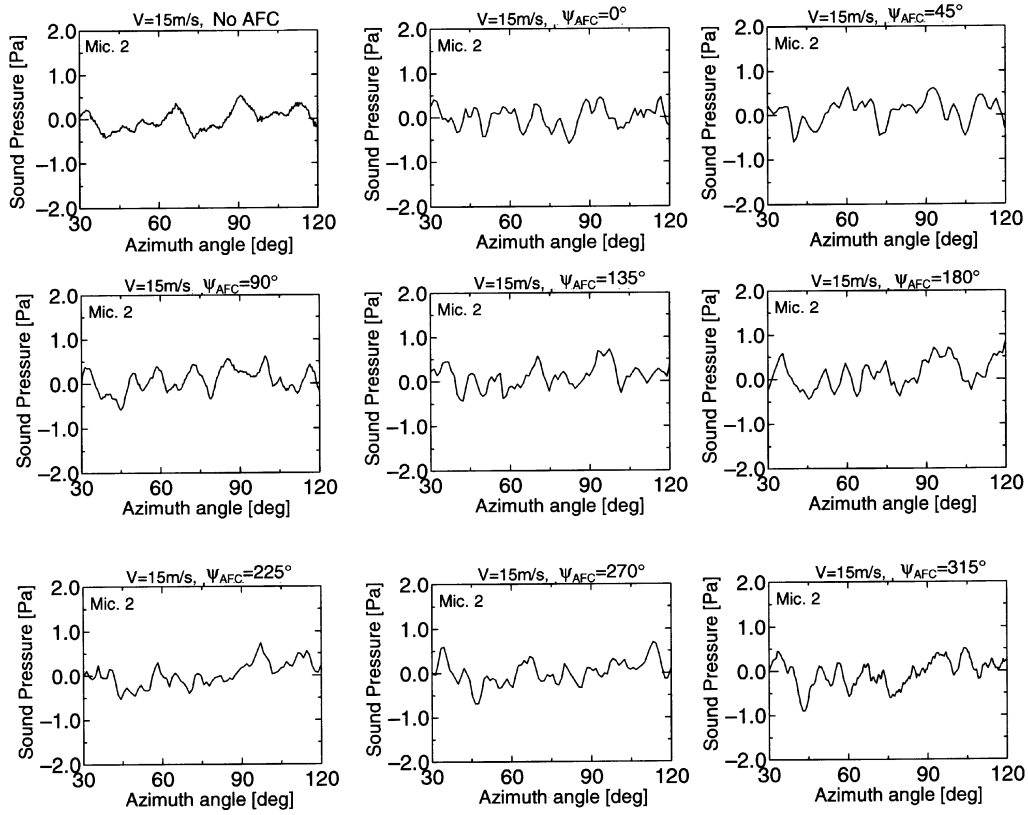 V=15m/s, No AFC
Mic. 2
Sound Pressure [Pa]
2.0
1.0
0.0
−1.0
−2.0
30 60 90 120
Azimuth angle [deg]
V=15m/s, ΨAFC=0°
Mic. 2
Sound Pressure [Pa]
2.0
1.0
0.0
−1.0
−2.0
30 60 90 120
Azimuth angle [deg]
V=15m/s, ΨAFC=45°
Mic. 2
Sound Pressure [Pa]
2.0
1.0
0.0
−1.0
−2.0
30 60 90 120
Azimuth angle [deg]
V=15m/s ΨAFC=90°
Mic. 2
Sound Pressure [Pa]
2.0
1.0
0.0
−1.0
−2.0
30 60 90 120
Azimuth angle [deg]
V=15m/s, ΨAFC=135°
Mic. 2
Sound Pressure [Pa]
2.0
1.0
0.0
−1.0
−2.0
30 60 90 120
Azimuth angle [deg]
V=15m/s, ΨAFC=180°
Mic. 2
Sound Pressure [Pa]
2.0
1.0
0.0
−1.0
−2.0
30 60 90 120
Azimuth angle [deg]
V=15m/s, ΨAFC=225°
Mic. 2
Sound Pressure [Pa]
2.0
1.0
0.0
−1.0
−2.0
30 60 90 120
Azimuth angle [deg]
V=15m/s, ΨAFC=270°
Mic. 2
Sound Pressure [Pa]
2.0
1.0
0.0
−1.0
−2.0
30 60 90 120
Azimuth angle [deg]
V=15m/s, ΨAFC=315°
Mic. 2
Sound Pressure [Pa]
2.0
1.0
0.0
−1.0
−2.0
30 60 90 120
Azimuth angle [deg]